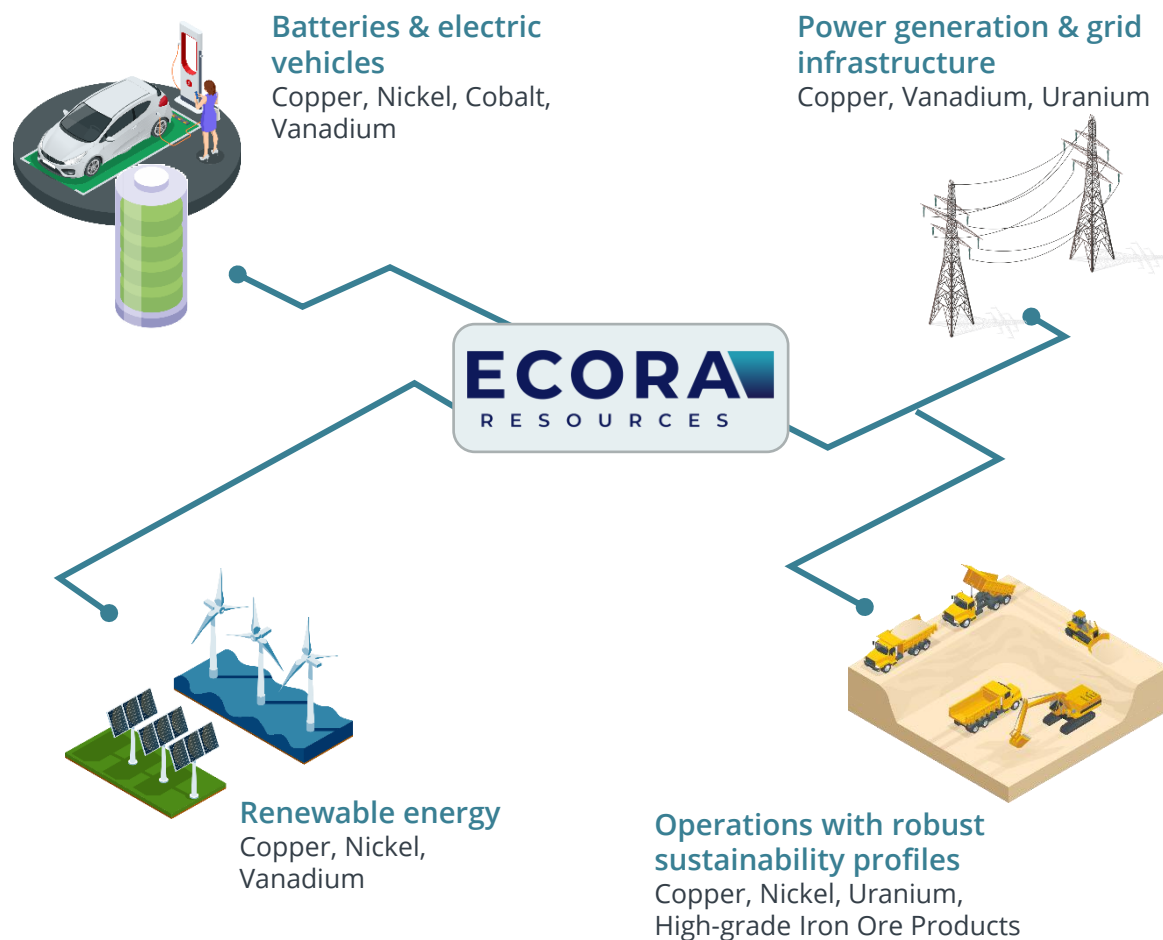 Batteries & electric
vehicles
Copper, Nickel, Cobalt,
Vanadium
Power generation & grid
infrastructure
Copper, Vanadium, Uranium
ECORA
RESOURCES
Renewable energy
Copper, Nickel,
Vanadium
Operations with robust
sustainability profiles
Copper, Nickel, Uranium,
High-grade Iron Ore Products